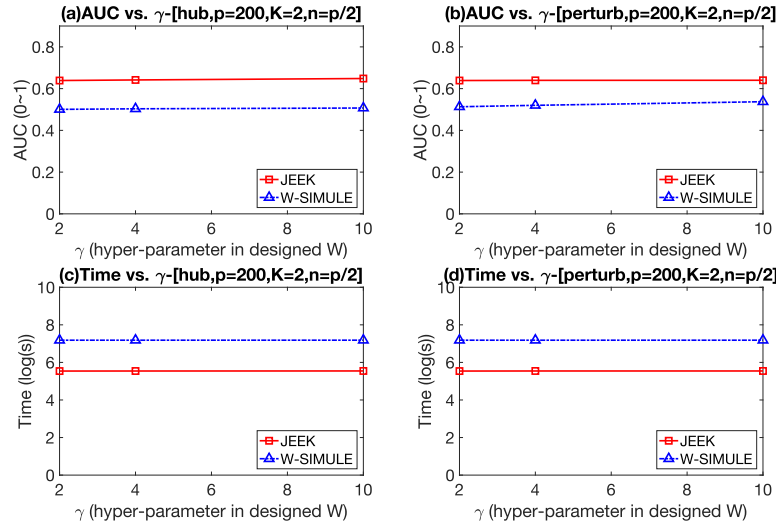 (a)AUC vs. γ-[hub,p=200,K=2,n=p/2]
AUC (0~1)
0.8
0.6
0.4
0.2
0
JEEK
W-SIMULE
2 4 6 8 10
γ (hyper-parameter in designed W)
(b)AUC vs. γ-[perturb,p=200,K=2,n=p/2]
AUC (0~1)
0.8
0.6
0.4
0.2
0
JEEK
W-SIMULE
2 4 6 8 10
γ (hyper-parameter in designed W)
(c)Time vs. γ-[hub,p=200,K=2,n=p/2]
Time (log(s))
10
8
6
4
2
0
JEEK
W-SIMULE
2 4 6 8 10
γ (hyper-parameter in designed W)
(d)Time vs. γ-[perturb,p=200,K=2,n=p/2]
Time (log(s))
10
8
6
4
2
0
JEEK
W-SIMULE
2 4 6 8 10
γ (hyper-parameter in designed W)